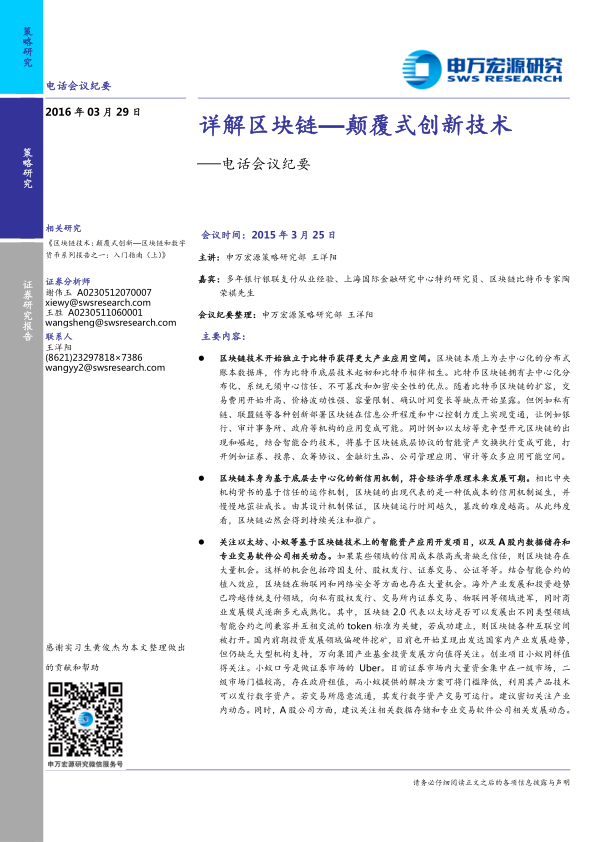 策略研究
电话会议纪要
2016 年 03 月 29 日
策略研究
证券研究报告
申万宏源研究
SWS RESEARCH
详解区块链—颠覆式创新技术
——电话会议纪要
相关研究
《区块链技术：颠覆式创新—区块链和数字
货币系列报告之一：入门指南（上）》
证券分析师
谢伟玉 A0230512070007
xiewy@swsresearch.com
王胜 A0230511060001
wangsheng@swsresearch.com
联系人
王洋阳
(8621)23297818×7386
wangyy2@swsresearch.com
感谢实习生黄俊杰为本文整理做出
的贡献和帮助
申万宏源研究微信服务号
会议时间：2015 年 3 月 25 日
主讲：申万宏源策略研究部 王洋阳
嘉宾：多年银行银联支付从业经验、上海国际金融研究中心特约研究员、区块链比特币专家陶
荣祺先生
会议纪要整理：申万宏源策略研究部 王洋阳
主要内容：
● 区块链技术开始独立于比特币获得更大产业应用空间。区块链本质上为去中心化的分布式
账本数据库，作为比特币底层技术起初和比特币相伴相生。比特币区块链拥有去中心化分
布化、系统无须中心信任、不可篡改和加密安全性的优点。随着比特币区块链的扩容，交
易费用开始升高、价格波动性强、容量限制、确认时间变长等缺点开始显露。但例如私有
链、联盟链等各种创新部署区块链在信息公开程度和中心控制力度上实现变通，让例如银
行、审计事务所、政府等机构的应用变成可能。同时例如以太坊等竞争型开元区块链的出
现和崛起，结合智能合约技术，将基于区块链底层协议的智能资产交换执行变成可能，打
开例如证券、投票、众筹协议、金融衍生品、公司管理应用、审计等众多应用可能空间。
● 区块链本身为基于底层去中心化的新信用机制，符合经济学原理未来发展可期。相比中央
机构背书的基于信任的运作机制，区块链的出现代表的是一种低成本的信用机制诞生，并
慢慢地茁壮成长。由其设计机制保证，区块链运行时间越久，篡改的难度越高。从此纬度
看，区块链必然会得到持续关注和推广。
● 关注以太坊、小蚁等基于区块链技术上的智能资产应用开发项目，以及 A 股内数据储存和
专业交易软件公司相关动态。如果某些领域的信用成本很高或者缺乏信任，则区块链存在
大量机会。这样的机会包括跨国支付、股权发行、证券交易、公证等等。结合智能合约的
植入效应，区块链在物联网和网络安全等方面也存在大量机会。海外产业发展和投资趋势
已跨越传统支付领域，向私有股权发行、交易所内证券交易、物联网等领域迸军，同时商
业发展模式逐渐多元成熟化。其中，区块链 2.0 代表以太坊是否可以发展出不同类型领域
智能合约之间兼容并互相交流的 token 标准为关键，若成功建立，则区块链各种互联空间
被打开。国内前期投资发展领域偏硬件挖矿，目前也开始呈现出发达国家内产业发展趋势，
但仍缺乏大型机构支持，万向集团产业基金投资发展方向值得关注。创业项目小蚁同样值
得关注。小蚁口号是做证券市场的 Uber。目前证券市场内大量资金集中在一级市场，二
级市场门槛较高，存在政府祖值，而小蚁提供的解决方案可将门槛降低，利用其产品技术
可以发行数字资产。若交易所愿意流通，其发行数字资产交易可运行。建议密切关注产业
内动态。同时，A 股公司方面，建议关注相关数据存储和专业交易软件公司相关发展动态。
请务必仔细阅读正文之后的各项信息披露与声明